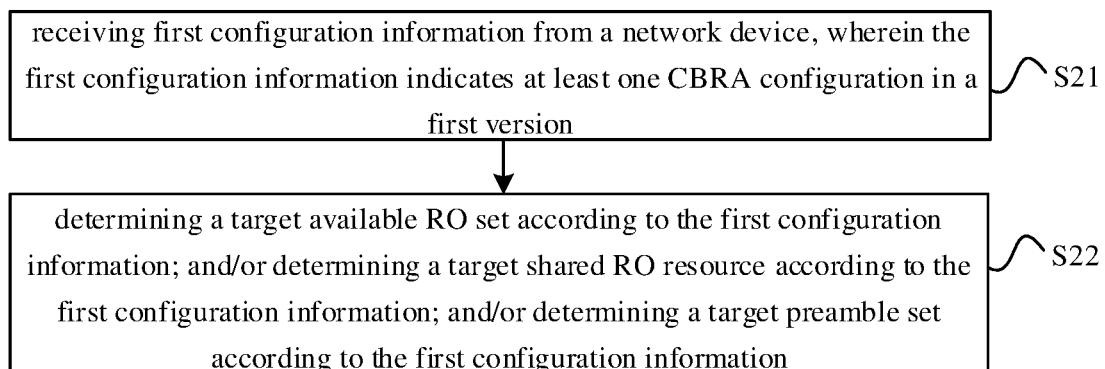 receiving first configuration information from a network device, wherein the
first configuration information indicates at least one CBRA configuration in a
first version
S21
determining a target available RO set according to the first configuration
information; and/or determining a target shared RO resource according to the
first configuration information; and/or determining a target preamble set
according to the first configuration information
S22